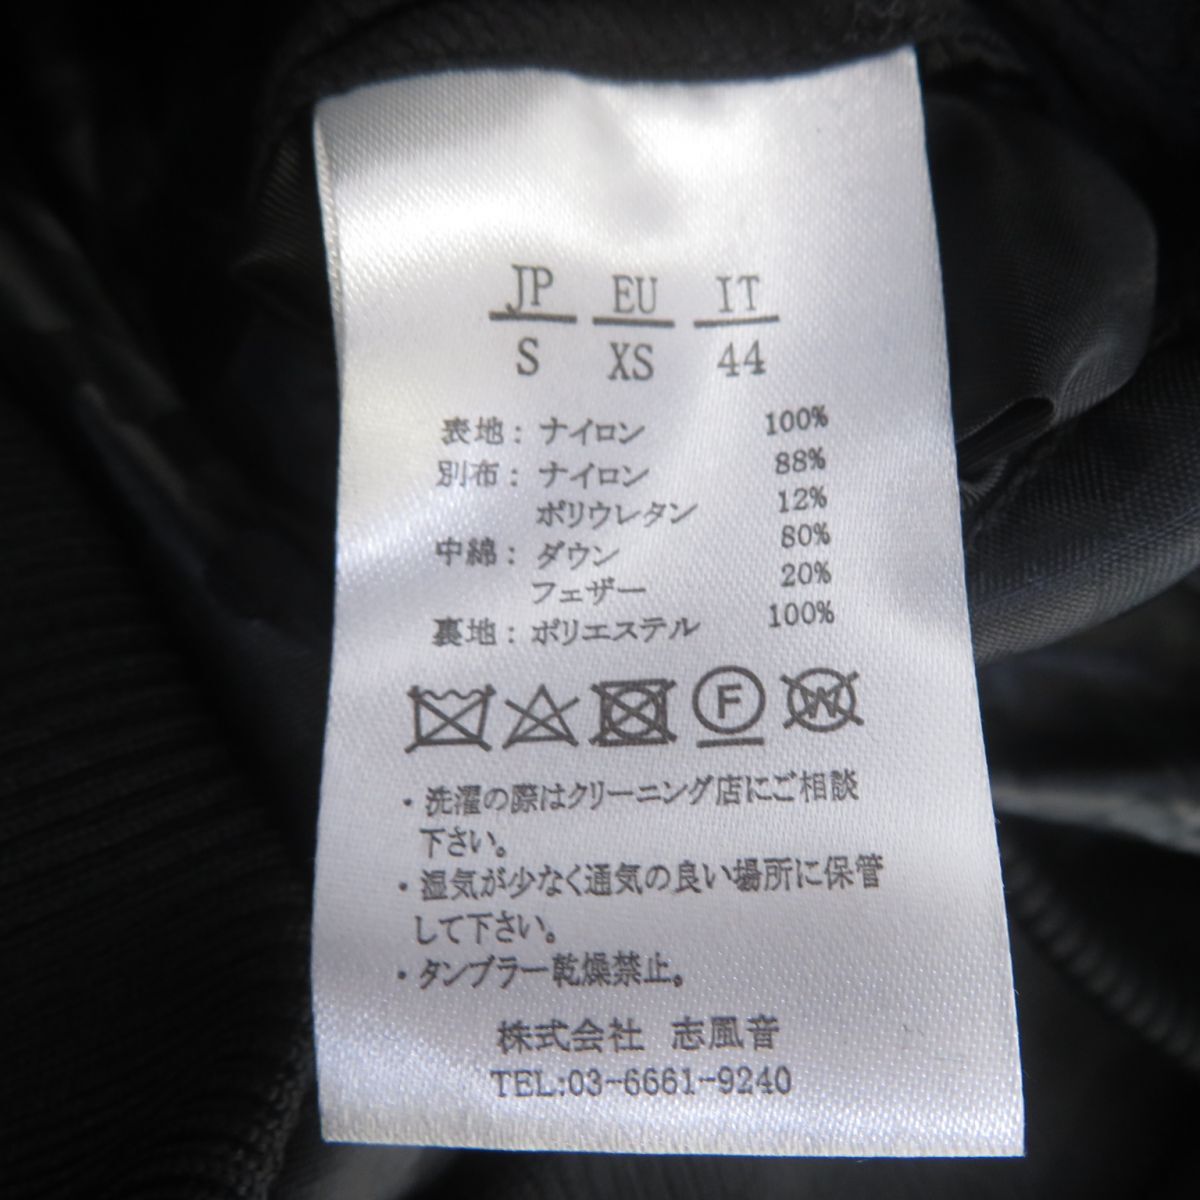 JP EU IT
S XS 44
表地：ナイロン 100%
別布：ナイロン 88%
ポリウレタン 12%
中綿：ダウン 80%
フェザー 20%
裏地：ポリエステル 100%
F W
・洗濯の際はクリーニング店にご相談
下さい。
・湿気が少なく通気の良い場所に保管
して下さい。
・タンブラー乾燥禁止。
株式会社 志風音
TEL:03-6661-9240